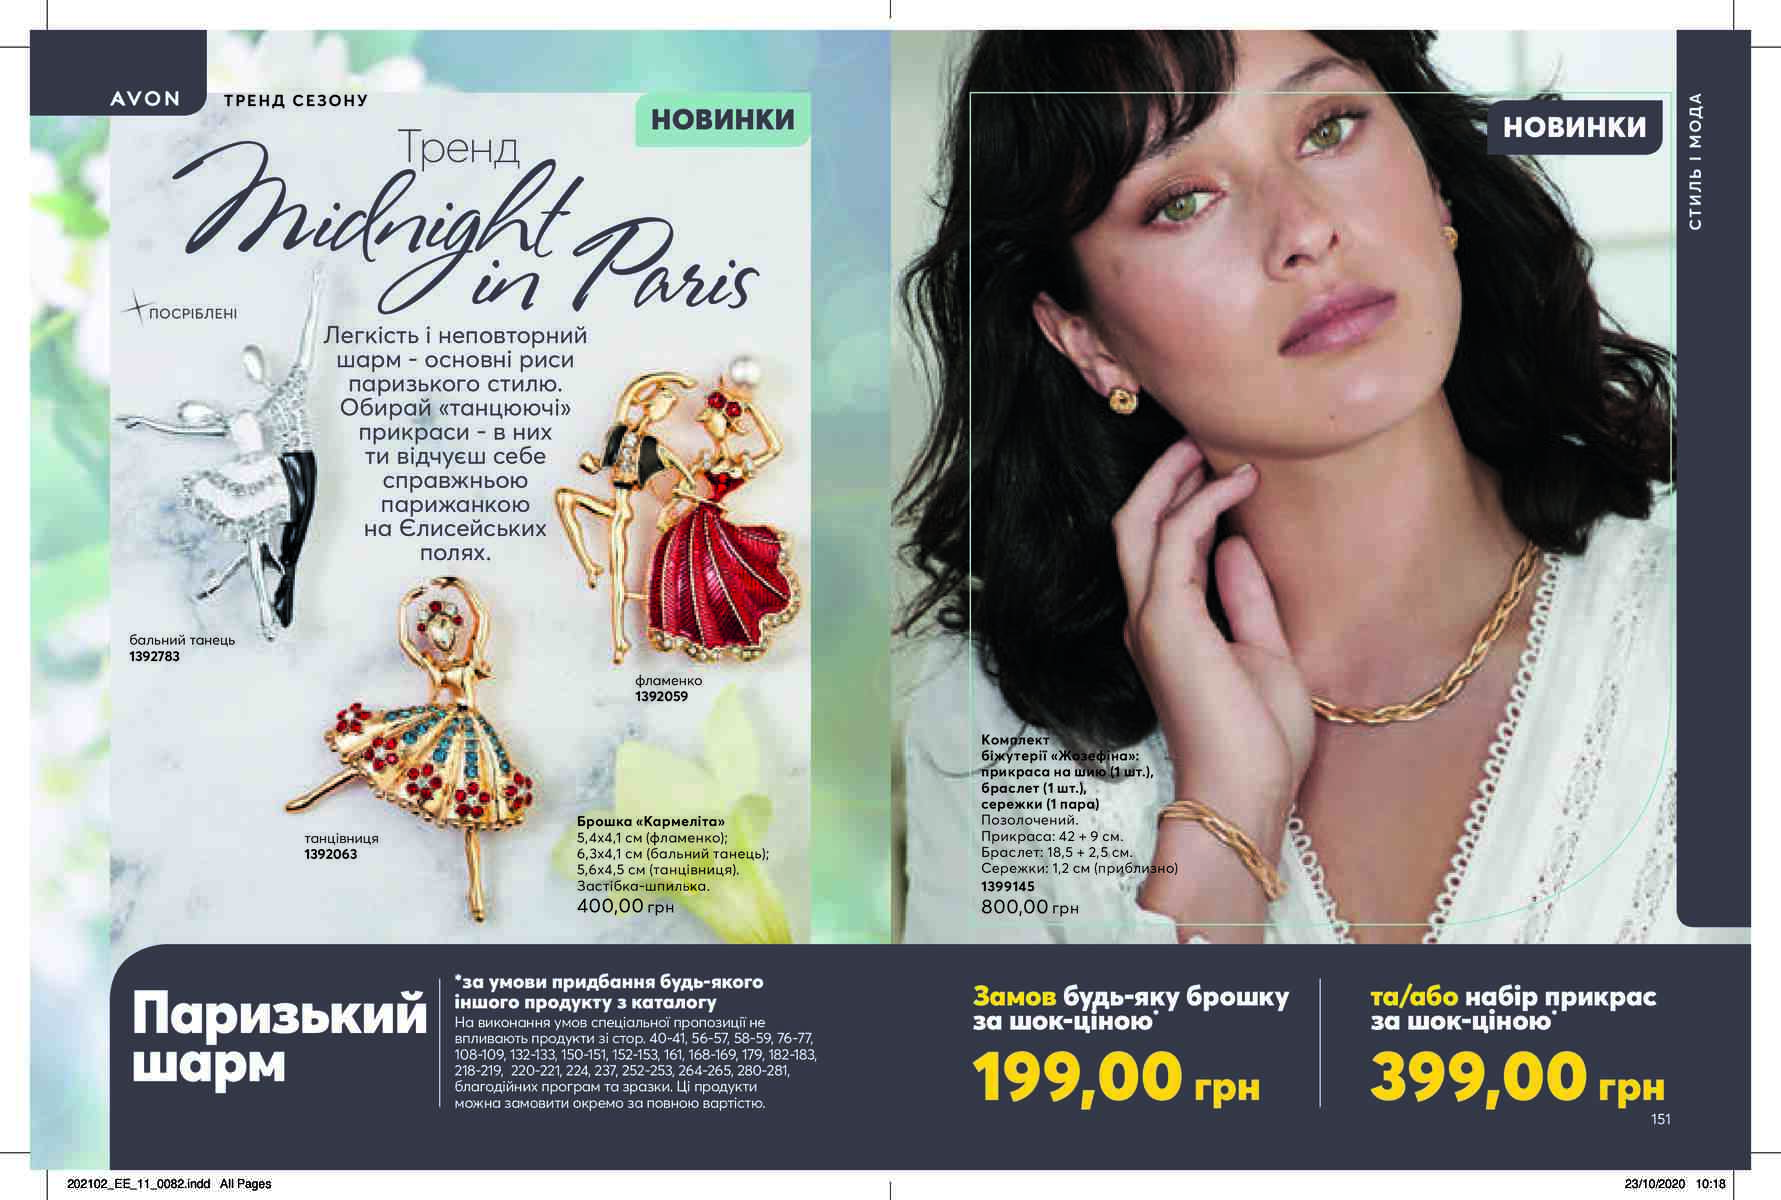 AVON
ТРЕНД СЕЗОНУ
НОВИНКИ
Тренд
Midnight
in Paris
ПОСРІБЛЕНІ
Легкість і неповторний
шарм - основні риси
паризького стилю.
Обирай «танцюючі»
прикраси - в них
ти відчуєш себе
справжньою
парижанкою
на Єлисейських
полях.
бальний танець
1392783
фламенко
1392059
танцівниця
1392063
Брошка «Кармеліта»
5,4х4,1 см (фламенко);
6,3х4,1 см (бальний танець);
5,6х4,5 см (танцівниця).
Застібка-шпилька.
400,00 грн
НОВИНКИ
СТИЛЬ І МОДА
Комплект
біжутерії «Жозефіна»:
прикраса на шию (1 шт.),
браслет (1 шт.),
сережки (1 пара)
Позолочений.
Прикраса: 42 + 9 см.
Браслет: 18,5 + 2,5 см.
Сережки: 1,2 см (приблизно)
1399145
800,00 грн
Паризький
шарм
*за умови придбання будь-якого
іншого продукту з каталогу
На виконання умов спеціальної пропозиції не
впливають продукти зі стор. 40-41, 56-57, 58-59, 76-77,
108-109, 132-133, 150-151, 152-153, 161, 168-169, 179, 182-183,
218-219, 220-221, 224, 237, 252-253, 264-265, 280-281,
благодійних програм та зразки. Ці продукти
можна замовити окремо за повною вартістю.
Замов будь-яку брошку
за шок-ціною*
199,00 грн
та/або набір прикрас
за шок-ціною*
399,00 грн
151
202102_EE_11_0082.indd All Pages
23/10/2020 10:18